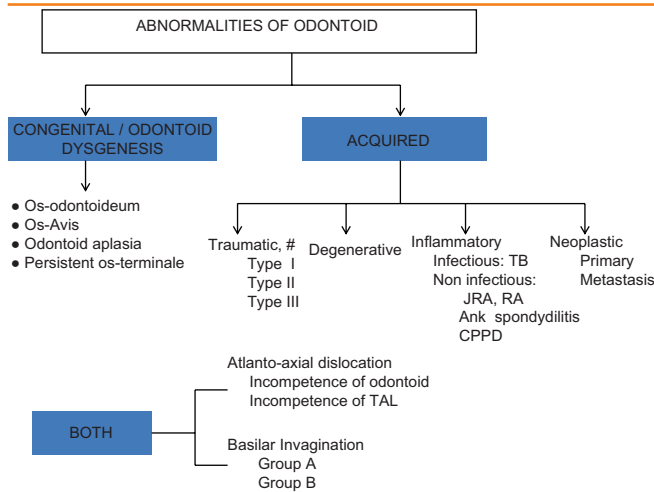 ABNORMALITIES OF ODONTOID
CONGENITAL / ODONTOID
DYSGENESIS
● Os-odontoideum
● Os-Avis
● Odontoid aplasia
● Persistent os-terminale
ACQUIRED
Traumatic, #
Type I
Type II
Type III
Degenerative
Inflammatory
Infectious: TB
Non infectious:
JRA, RA
Ank spondydilitis
CPPD
Neoplastic
Primary
Metastasis
BOTH
Atlanto-axial dislocation
Incompetence of odontoid
Incompetence of TAL
Basilar Invagination
Group A
Group B